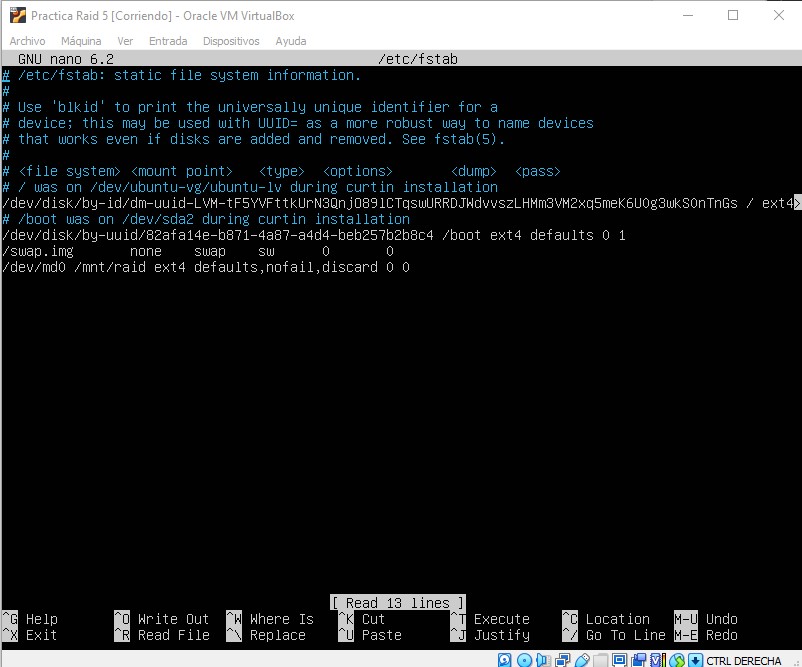 Practica Raid 5 [Corriendo] - Oracle VM VirtualBox
Archivo Máquina Ver Entrada Dispositivos Ayuda
GNU nano 6.2 /etc/fstab
# /etc/fstab: static file system information.
#
# Use 'blkid' to print the universally unique identifier for a
# device; this may be used with UUID= as a more robust way to name devices
# that works even if disks are added and removed. See fstab(5).
#
# <file system> <mount point> <type> <options> <dump> <pass>
# / was on /dev/ubuntu-vg/ubuntu-lv during curtin installation
/dev/disk/by-id/dm-uuid-LVM-tF5YVFttkUrN3QnjO891CTqswURRDJWdvvszLHMm3VM2xq5meK6U0g3wkS0nTnGs / ext4>
# /boot was on /dev/sda2 during curtin installation
/dev/disk/by-uuid/82afa14e-b871-4a87-a4d4-beb257b2b8c4 /boot ext4 defaults 0 1
/swap.img none swap sw 0 0
/dev/md0 /mnt/raid ext4 defaults,nofail,discard 0 0
[ Read 13 lines ]
^G Help ^O Write Out ^W Where Is ^K Cut ^T Execute ^C Location M-U Undo
^X Exit ^R Read File ^\ Replace ^U Paste ^J Justify ^/ Go To Line M-E Redo
CTRL DERECHA